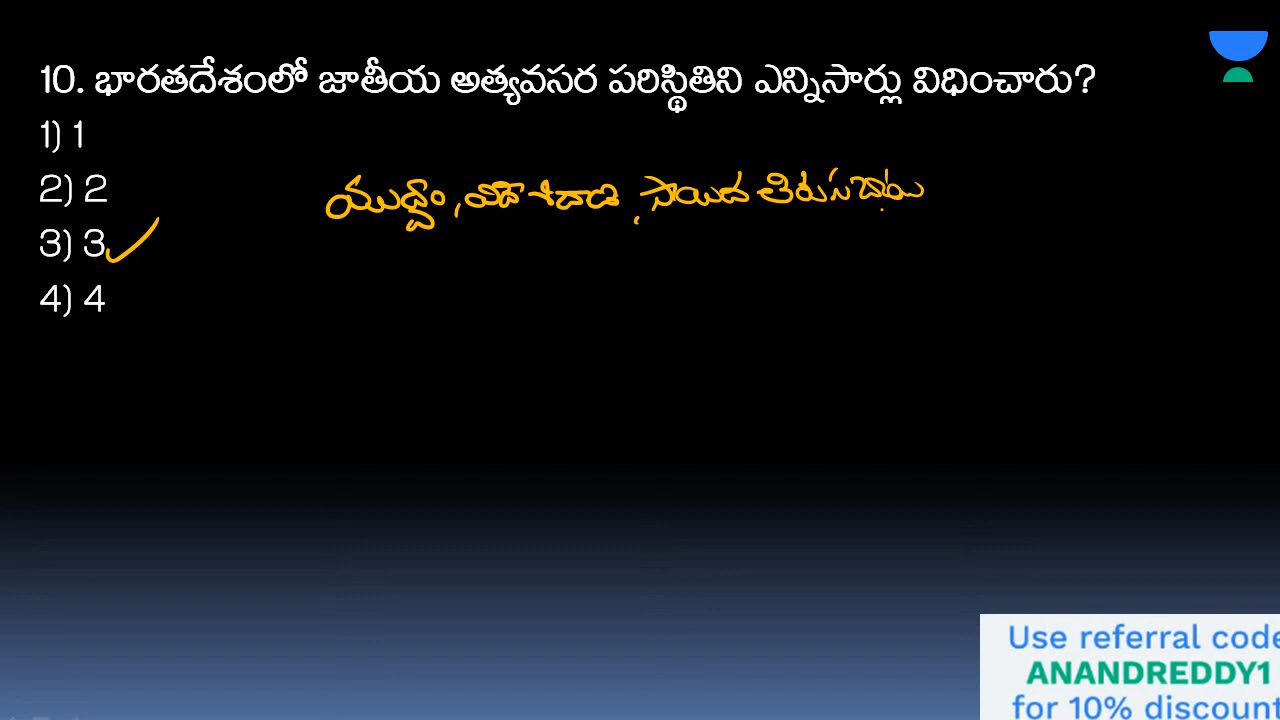 10. భారతదేశంలో జాతీయ అత్యవసర పరిస్థితిని ఎన్నిసార్లు విధించారు?
1) 1
2) 2
యుద్ధం, సాయిధ తిరుగుబాటు
3) 3
4) 4
Use referral code
ANANDREDDY1
for 10% discount